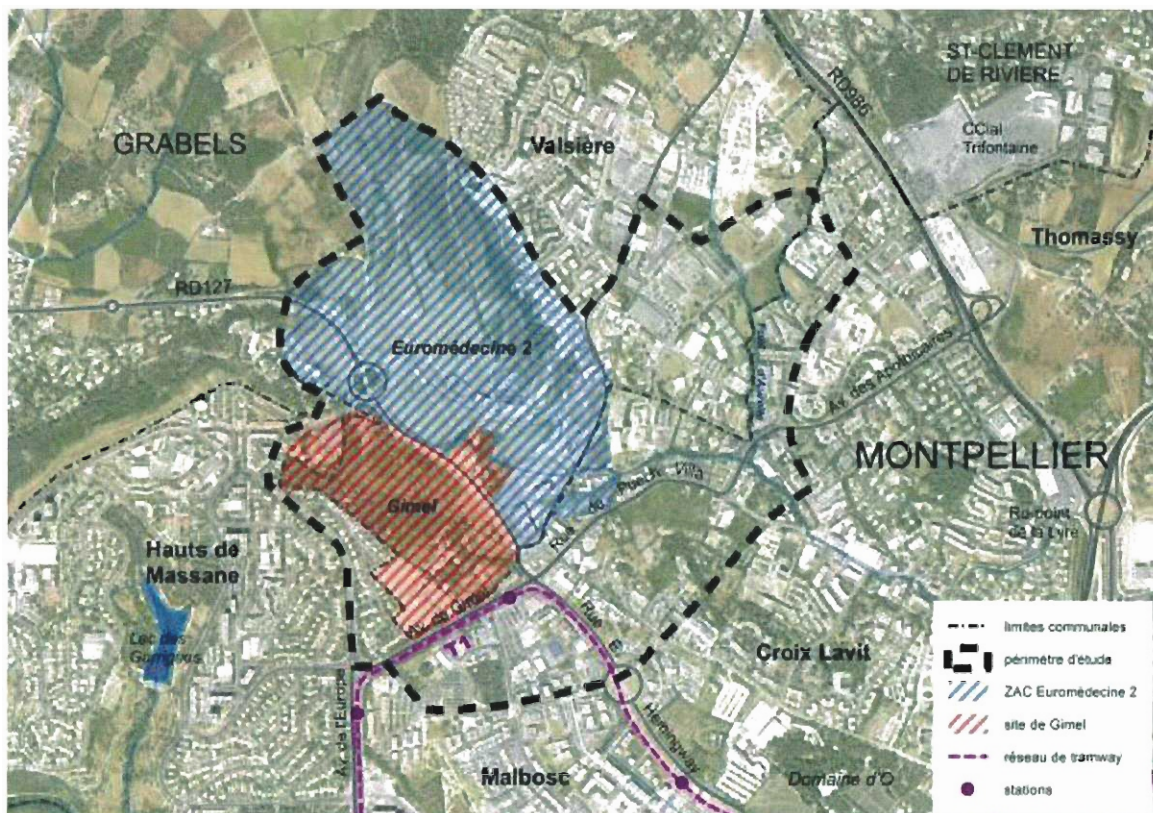 ST-CLEMENT
DE RIVIERE
RD986
GRABELS
Valsière
CCial
Trifontaine
Thomassy
RD127
Euromédecine 2
Av. des Apothicaires
MONTPELLIER
Rue du Puech Villa
Gimel
Rd-point
de la Lyre
Hauts de
Massane
Av. de Gimel
T1
Rue E.
Hemingway
Lac des
Garrigues
Croix Lavit
Av. de l'Europe
Malbosc
Domaine d'O
limites communales
périmètre d'étude
ZAC Euromédecine 2
site de Gimel
réseau de tramway
stations